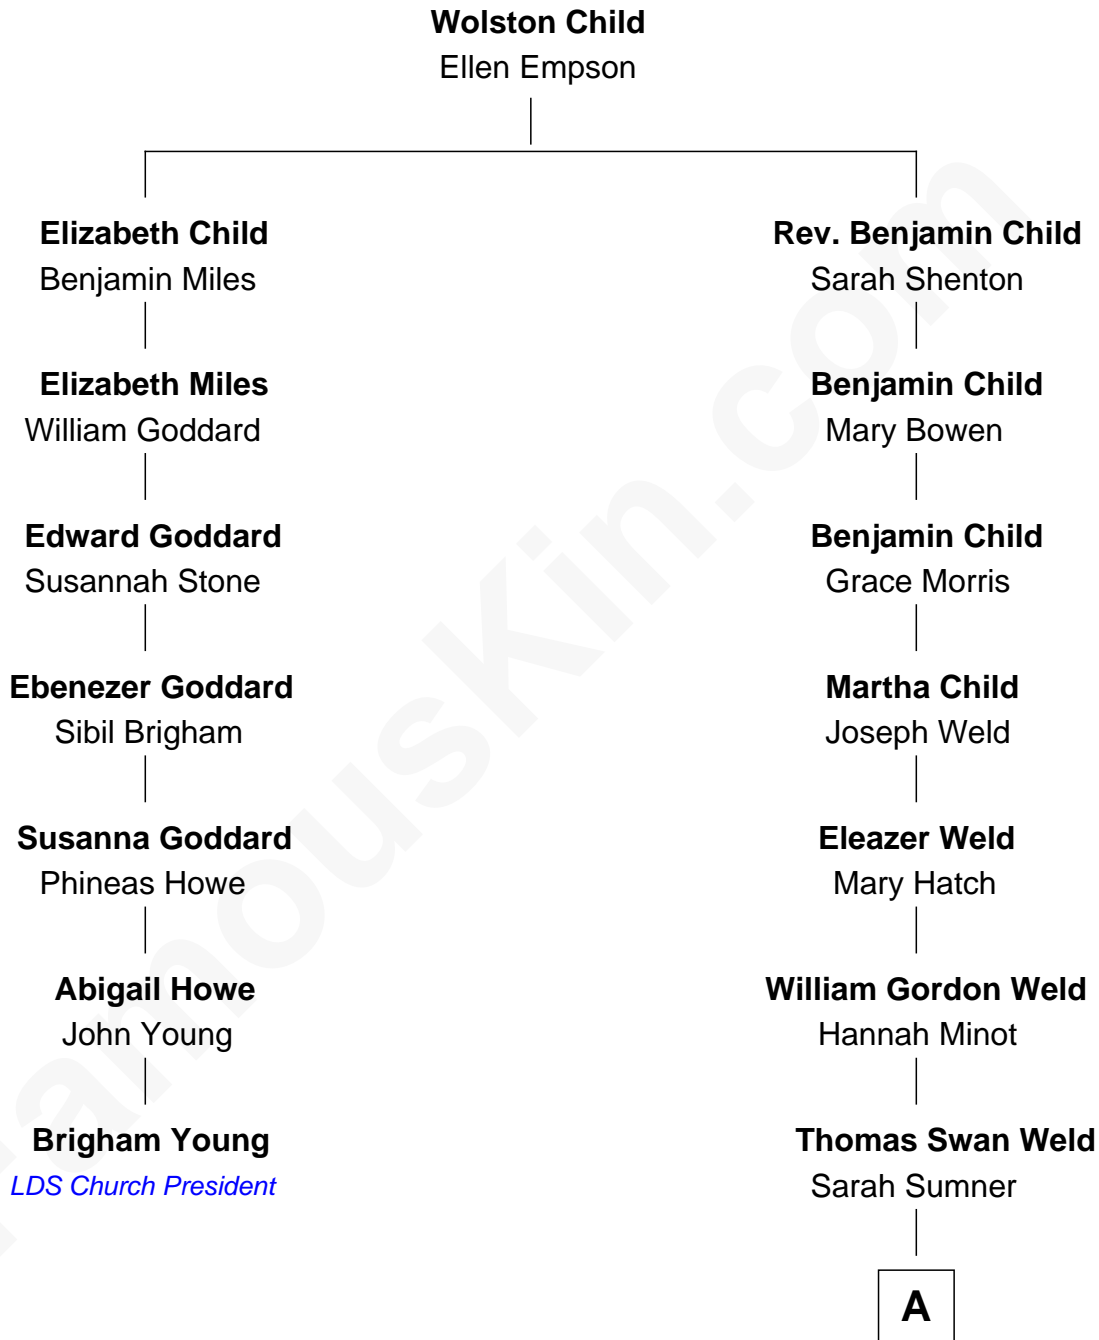 Wolston Child
Ellen Empson
Elizabeth Child
Benjamin Miles
Elizabeth Miles
William Goddard
Edward Goddard
Susannah Stone
Ebenezer Goddard
Sibil Brigham
Susanna Goddard
Phineas Howe
Abigail Howe
John Young
Brigham Young
LDS Church President
Rev. Benjamin Child
Sarah Shenton
Benjamin Child
Mary Bowen
Benjamin Child
Grace Morris
Martha Child
Joseph Weld
Eleazer Weld
Mary Hatch
William Gordon Weld
Hannah Minot
Thomas Swan Weld
Sarah Sumner
A
FamousKin.com